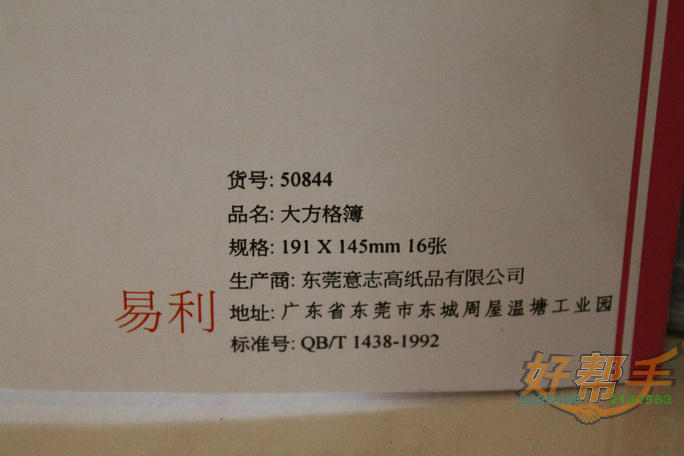 货号: 50844
品名: 大方格簿
规格: 191 X 145mm 16张
生产商: 东莞意志高纸品有限公司
易利
地址: 广东省东莞市东城周屋温塘工业园
标准号: QB/T 1438-1992
好帮手
2161563